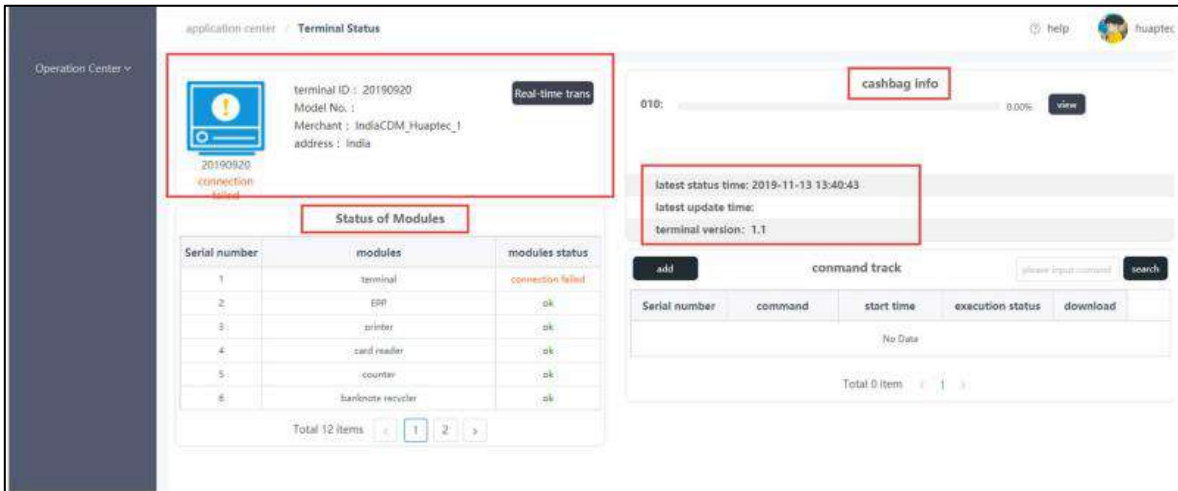 application center / Terminal Status
help
huaptec
Operation Center
terminal ID : 20190920
Model No. :
Merchant : IndiaCDM_Huaptec_1
address : India
Real-time trans
20190920
connection
failed
Status of Modules
Serial number modules modules status
1 terminal connection failed
2 EPP ok
3 printer ok
4 card reader ok
5 counter ok
6 banknote recycler ok
Total 12 items < 1 2 >
cashbag info
010: 0.00% view
latest status time: 2019-11-13 13:40:43
latest update time:
terminal version: 1.1
add conmand track please input comand search
Serial number command start time execution status download
No Data
Total 0 item < 1 >